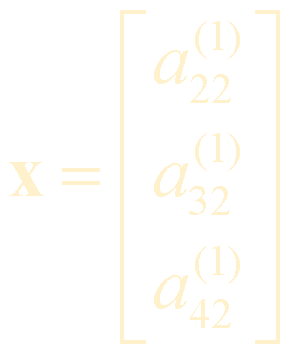 x = [ a_{22}^{(1)}
a_{32}^{(1)}
a_{42}^{(1)} ]